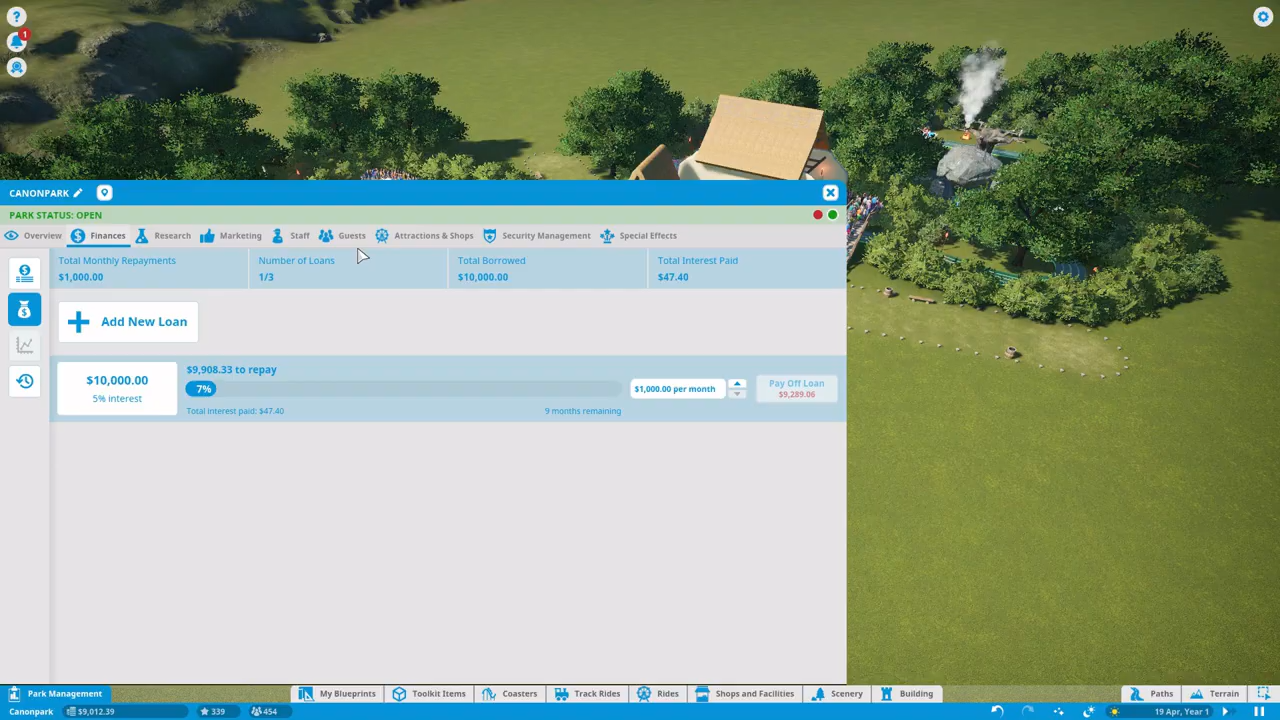 ?
1
CANONPARK
PARK STATUS: OPEN
Overview Finances Research Marketing Staff Guests Attractions & Shops Security Management Special Effects
Total Monthly Repayments Number of Loans Total Borrowed Total Interest Paid
$1,000.00 1/3 $10,000.00 $47.40
Add New Loan
$9,908.33 to repay
$10,000.00 7% $1,000.00 per month Pay Off Loan
5% interest $9,289.06
Total interest paid: $47.40 9 months remaining
Park Management My Blueprints Toolkit Items Coasters Track Rides Rides Shops and Facilities Scenery Building Paths Terrain
Canonpark $9,012.39 339 454 19 Apr, Year 1